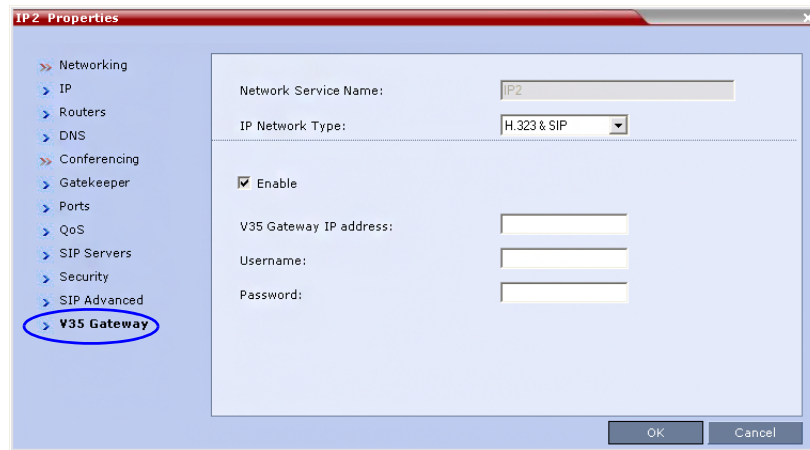 IP2 Properties
Networking
IP
Routers
DNS
Conferencing
Gatekeeper
Ports
QoS
SIP Servers
Security
SIP Advanced
V35 Gateway
Network Service Name: IP2
IP Network Type: H.323 & SIP
Enable
V35 Gateway IP address:
Username:
Password:
OK Cancel